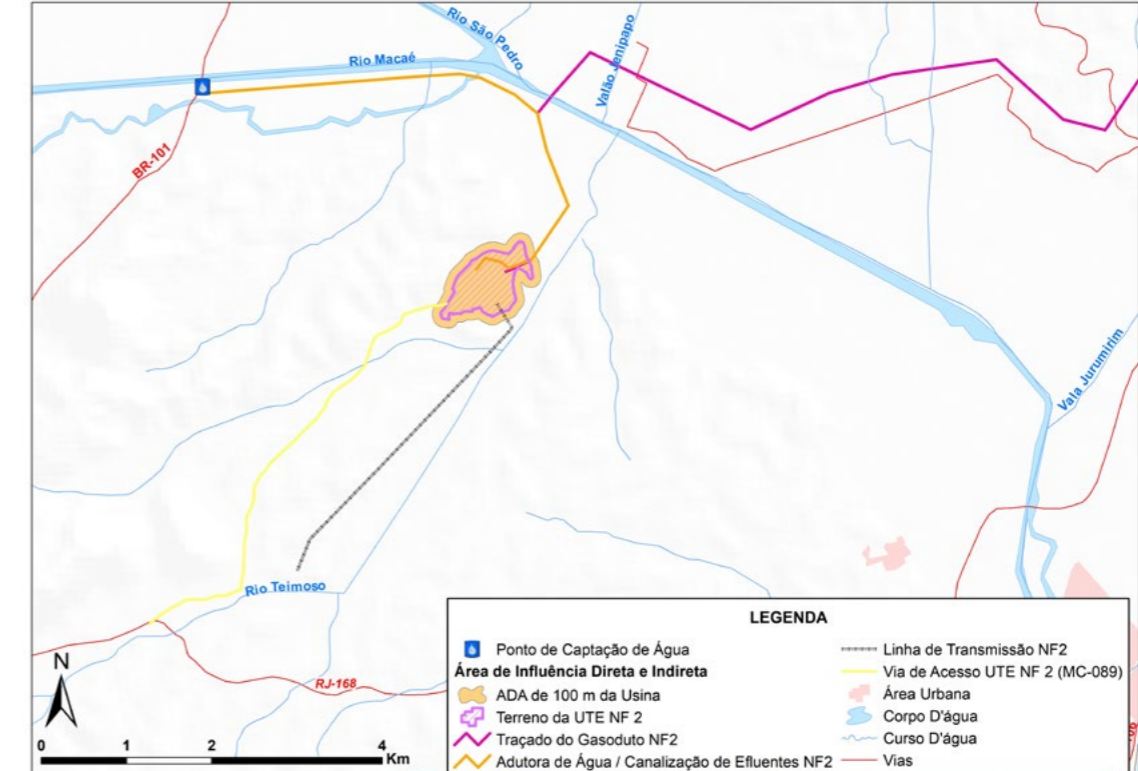 Rio São Pedro
Rio Macaé
Valão Jenipapo
BR-101
Vala Jurumirim
Rio Teimoso
RJ-168
N
0 1 2 4
Km
LEGENDA
Ponto de Captação de Água
Área de Influência Direta e Indireta
ADA de 100 m da Usina
Terreno da UTE NF 2
Traçado do Gasoduto NF2
Adutora de Água / Canalização de Efluentes NF2
Linha de Transmissão NF2
Via de Acesso UTE NF 2 (MC-089)
Área Urbana
Corpo D'água
Curso D'água
Vias